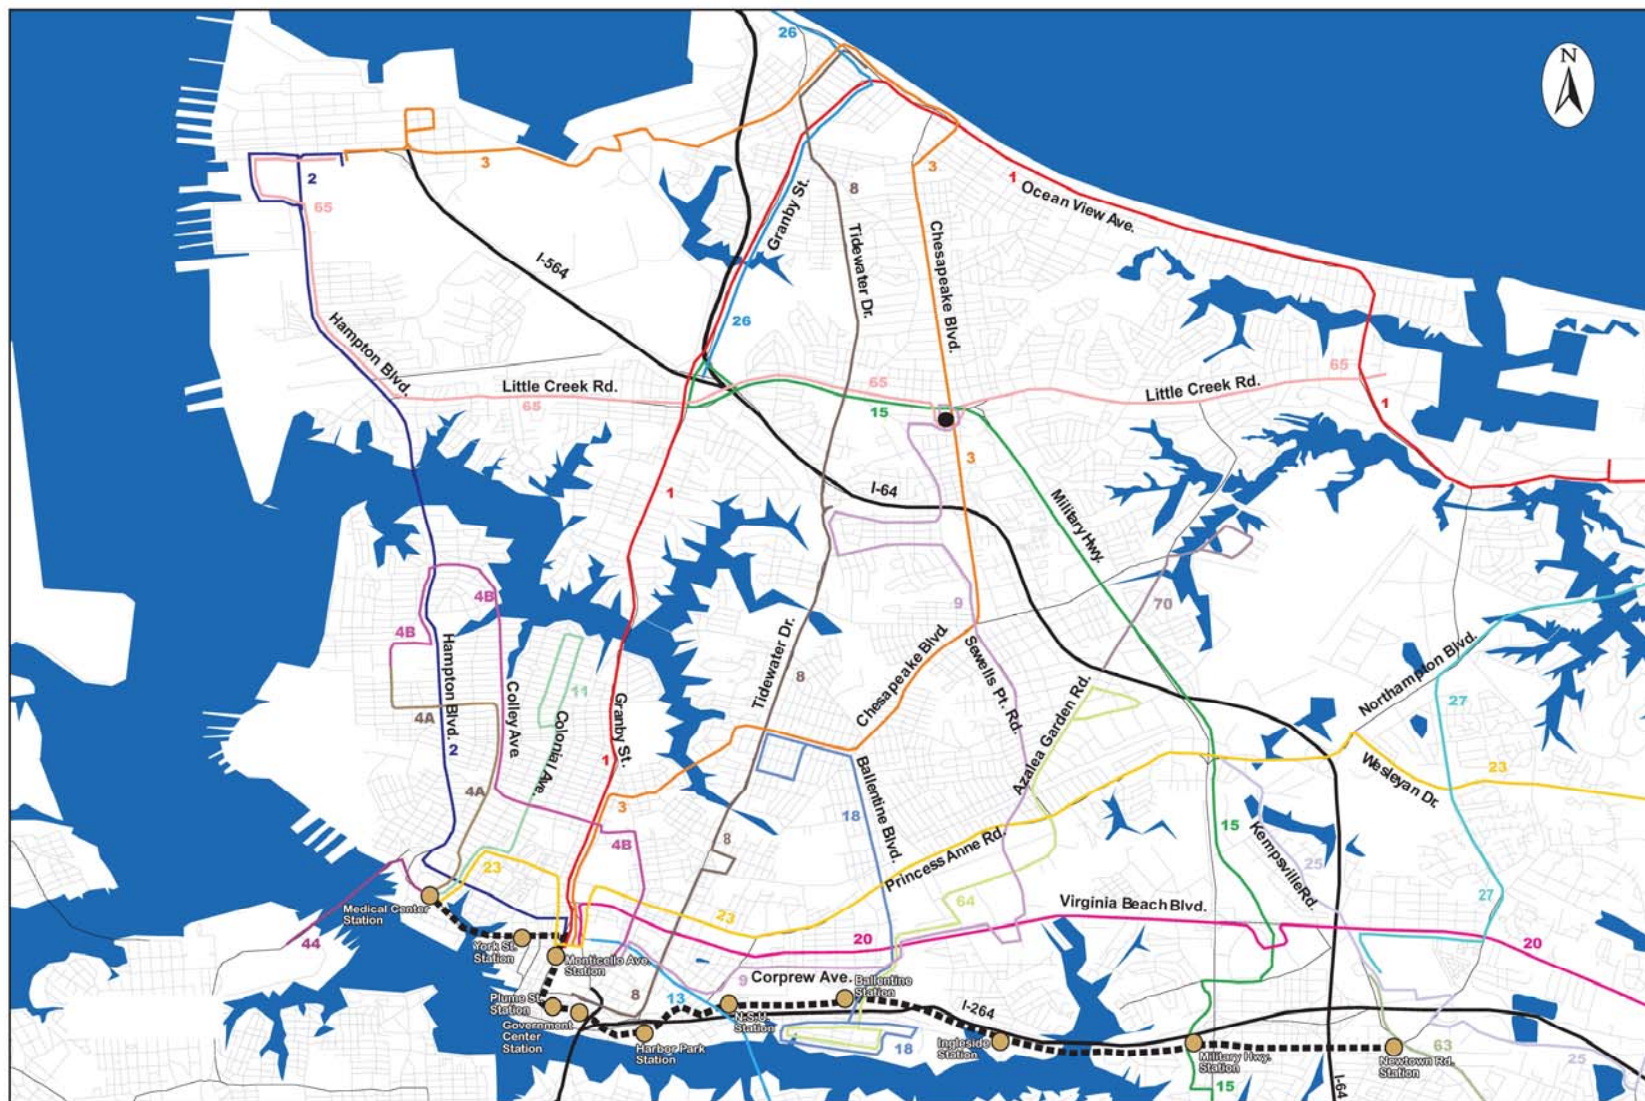 26
N
3
2
65
8
3
1
Ocean View Ave.
Granby St.
Tidewater Dr.
Chesapeake Blvd.
I-564
26
Hampton Blvd.
Little Creek Rd.
65
65
15
Little Creek Rd.
1
3
1
I-64
Military Hwy.
4B
4B
9
70
11
Hampton Blvd.
Colley Ave
Colonial Ave.
Granby St.
Tidewater Dr.
8
Chesapeake Blvd.
Sewells Pt. Rd.
Azalea Garden Rd.
Northampton Blvd.
27
4A
2
1
4A
3
Wesleyan Dr.
23
18
Ballentine Blvd.
15
Kempsville Rd.
25
4B
8
23
Princess Anne Rd.
64
23
Virginia Beach Blvd.
27
20
20
44
Medical Center
Station
York St.
Station
Monticello Ave.
Station
9
Corprew Ave.
Ballentine
Station
13
8
Plume St.
Station
Government
Center
Station
N.S.U.
Station
I-264
Harbor Park
Station
18
Ingleside
Station
Military Hwy.
Station
63
Newtown Rd.
Station
25
15
I-64